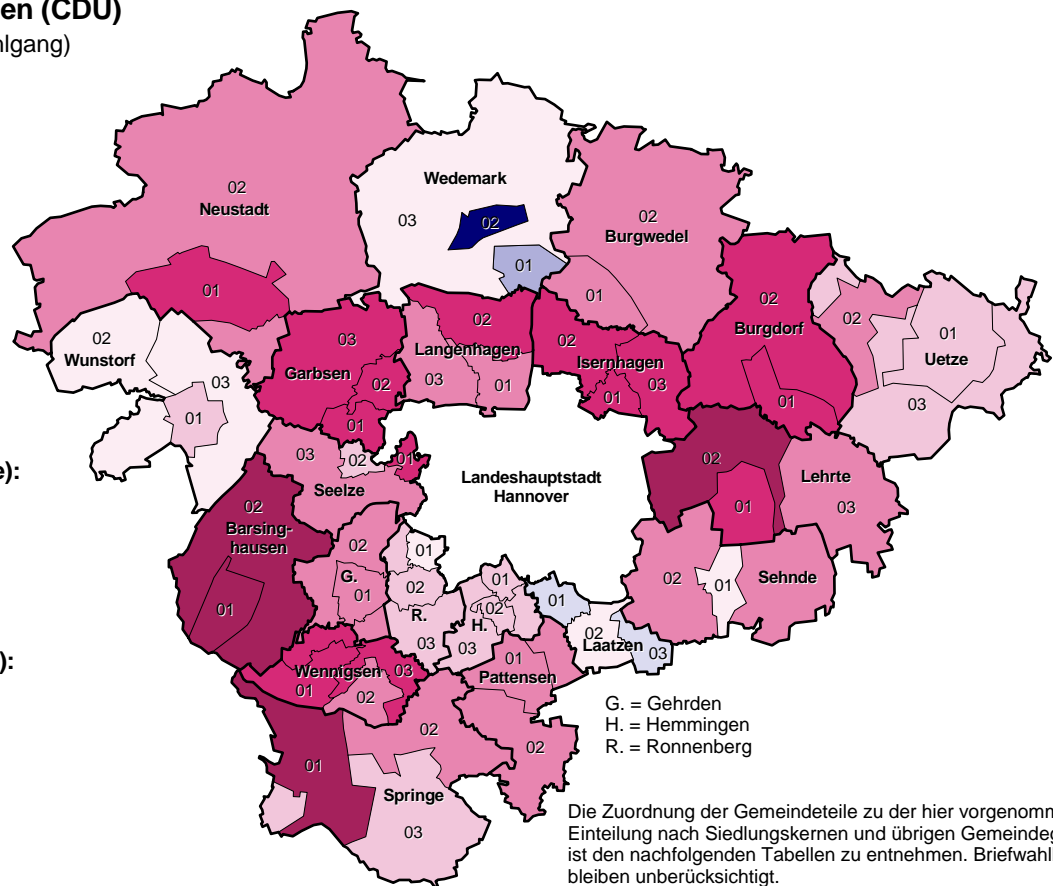 en (CDU)
lgang)
02
Neustadt
01
Wedemark
03
02
01
02
Burgwedel
01
02
Wunstorf
03
01
03
Garbsen
02
01
02
Langenhagen
03
01
02
Isernhagen
03
01
02
Burgdorf
01
02
01
Uetze
03
e):
03
02
01
Seelze
Landeshauptstadt
Hannover
02
Lehrte
01
03
02
Barsing-
hausen
01
02
G.
01
01
02
R.
03
01
02
H.
03
01
02
Laatzen
03
02
01
Sehnde
):
Wennigsen
03
01
02
01
Pattensen
02
G. = Gehrden
H. = Hemmingen
R. = Ronnenberg
02
01
Springe
03
Die Zuordnung der Gemeindeteile zu der hier vorgenomm
Einteilung nach Siedlungskernen und übrigen Gemeindeg
ist den nachfolgenden Tabellen zu entnehmen. Briefwahl
bleiben unberücksichtigt.